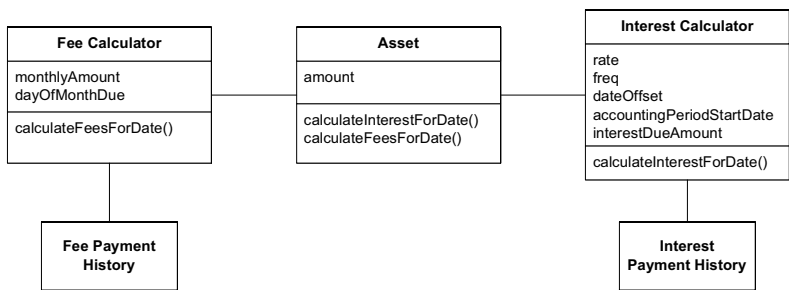 Fee Calculator
monthlyAmount
dayOfMonthDue
calculateFeesForDate()
Asset
amount
calculateInterestForDate()
calculateFeesForDate()
Interest Calculator
rate
freq
dateOffset
accountingPeriodStartDate
interestDueAmount
calculateInterestForDate()
Fee Payment
History
Interest
Payment History